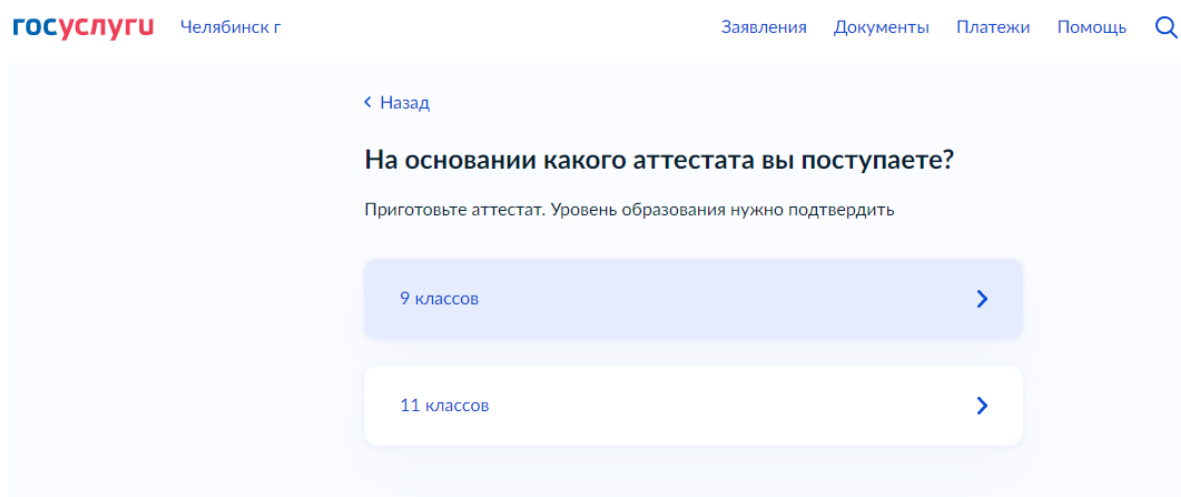 госуслуги Челябинск г Заявления Документы Платежи Помощь
Назад
На основании какого аттестата вы поступаете?
Приготовьте аттестат. Уровень образования нужно подтвердить
9 классов
11 классов